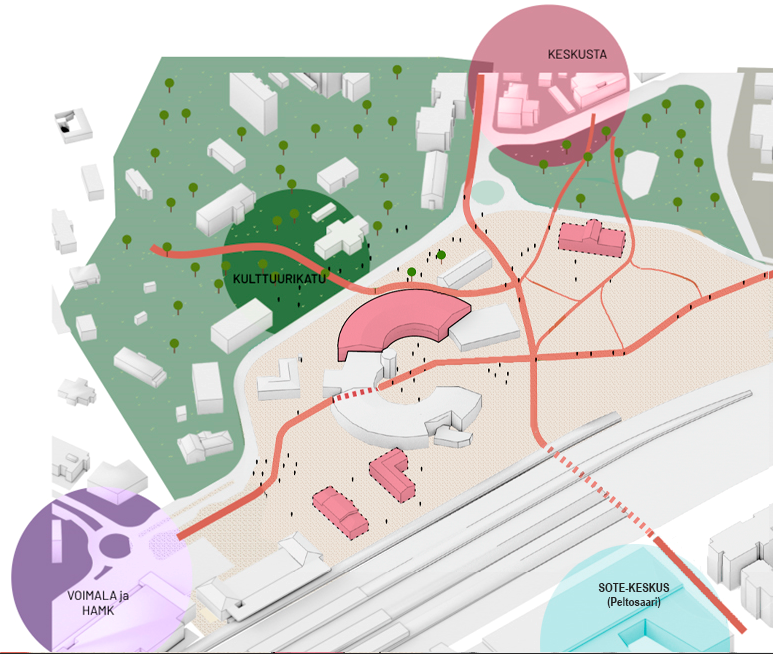 KESKUSTA
KULTTUURIKATU
VOIMALA ja
HAMK
SOTE-KESKUS
(Peltosaari)